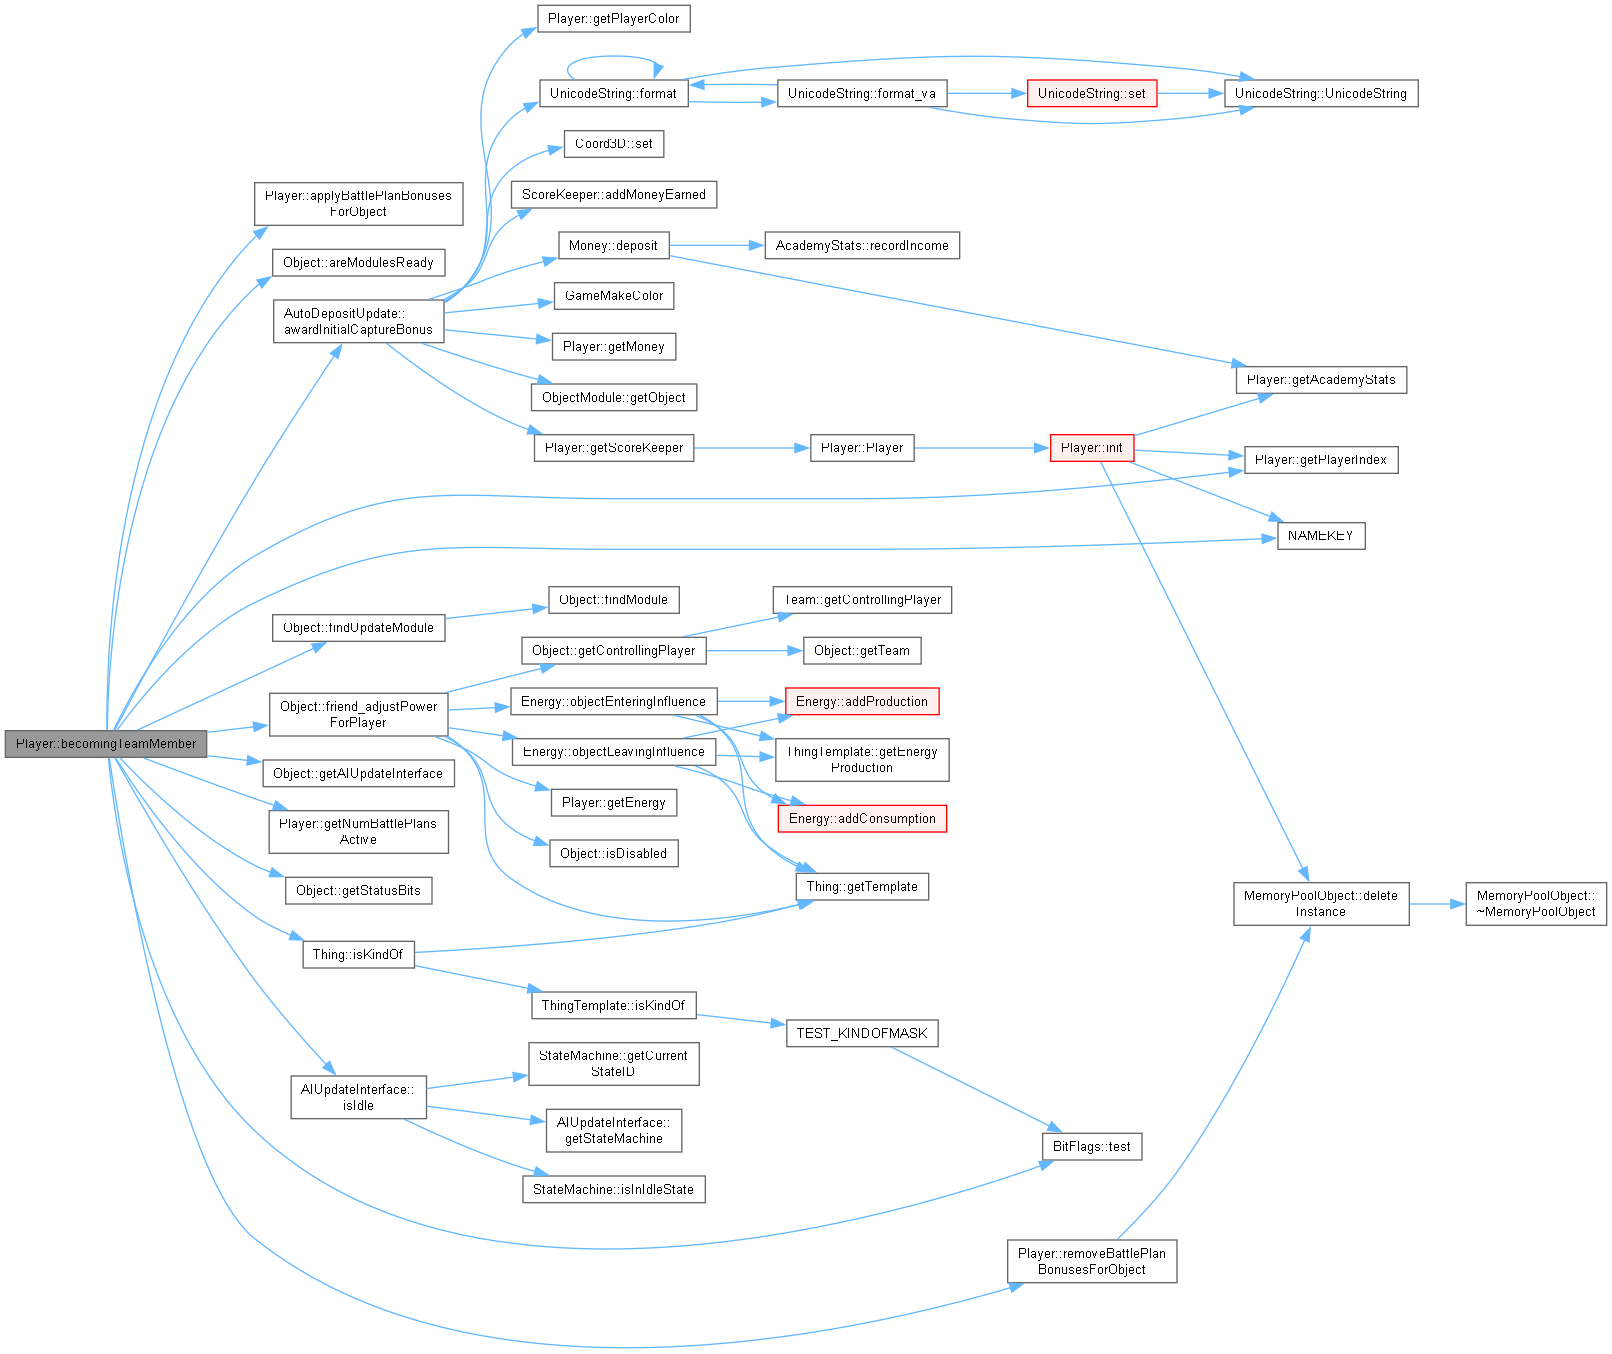 Player::getPlayerColor
UnicodeString::format
UnicodeString::format_va
UnicodeString::set
UnicodeString::UnicodeString
Coord3D::set
Player::applyBattlePlanBonuses
ForObject
ScoreKeeper::addMoneyEarned
Object::areModulesReady
Money::deposit
AcademyStats::recordIncome
AutoDepositUpdate::
awardInitialCaptureBonus
GameMakeColor
Player::getMoney
ObjectModule::getObject
Player::getAcademyStats
Player::getScoreKeeper
Player::Player
Player::init
Player::getPlayerIndex
NAMEKEY
Object::findUpdateModule
Object::findModule
Team::getControllingPlayer
Object::getControllingPlayer
Object::getTeam
Object::friend_adjustPower
ForPlayer
Energy::objectEnteringInfluence
Energy::addProduction
Player::becomingTeamMember
Energy::objectLeavingInfluence
ThingTemplate::getEnergy
Production
Object::getAIUpdateInterface
Player::getEnergy
Energy::addConsumption
Player::getNumBattlePlans
Active
Object::isDisabled
Object::getStatusBits
Thing::getTemplate
MemoryPoolObject::delete
Instance
MemoryPoolObject::
~MemoryPoolObject
Thing::isKindOf
ThingTemplate::isKindOf
TEST_KINDOFMASK
StateMachine::getCurrent
StateID
AIUpdateInterface::
isIdle
AIUpdateInterface::
getStateMachine
BitFlags::test
StateMachine::isInIdleState
Player::removeBattlePlan
BonusesForObject